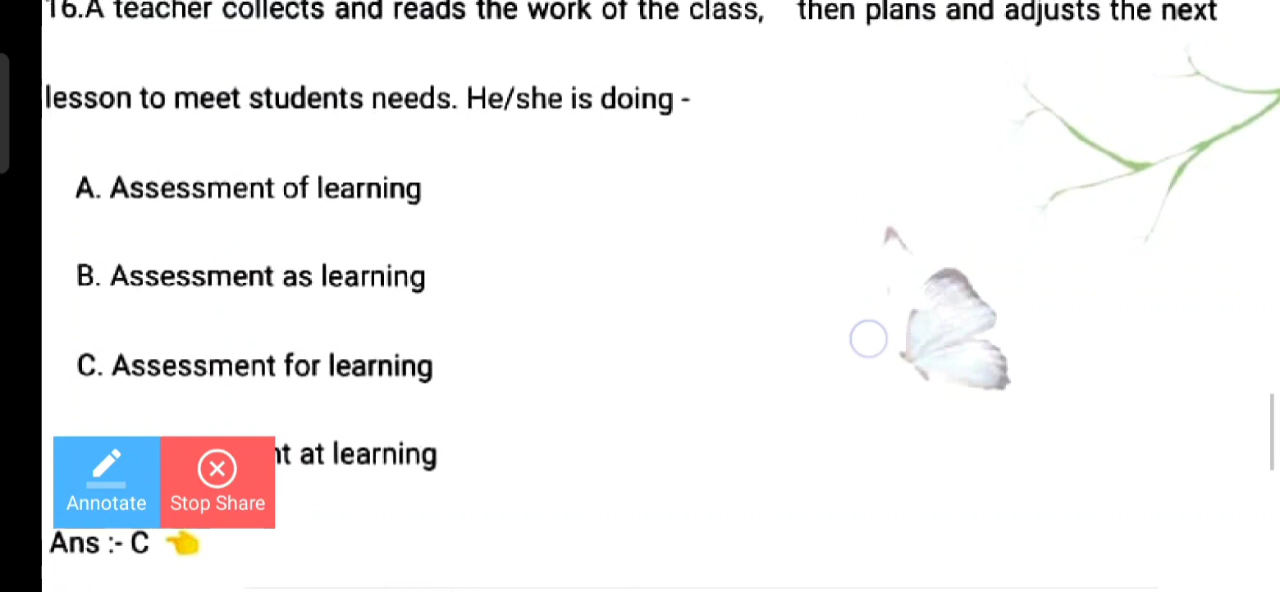 16.A teacher collects and reads the work of the class, then plans and adjusts the next
lesson to meet students needs. He/she is doing -
A. Assessment of learning
B. Assessment as learning
C. Assessment for learning
at learning
Annotate Stop Share
Ans :- C